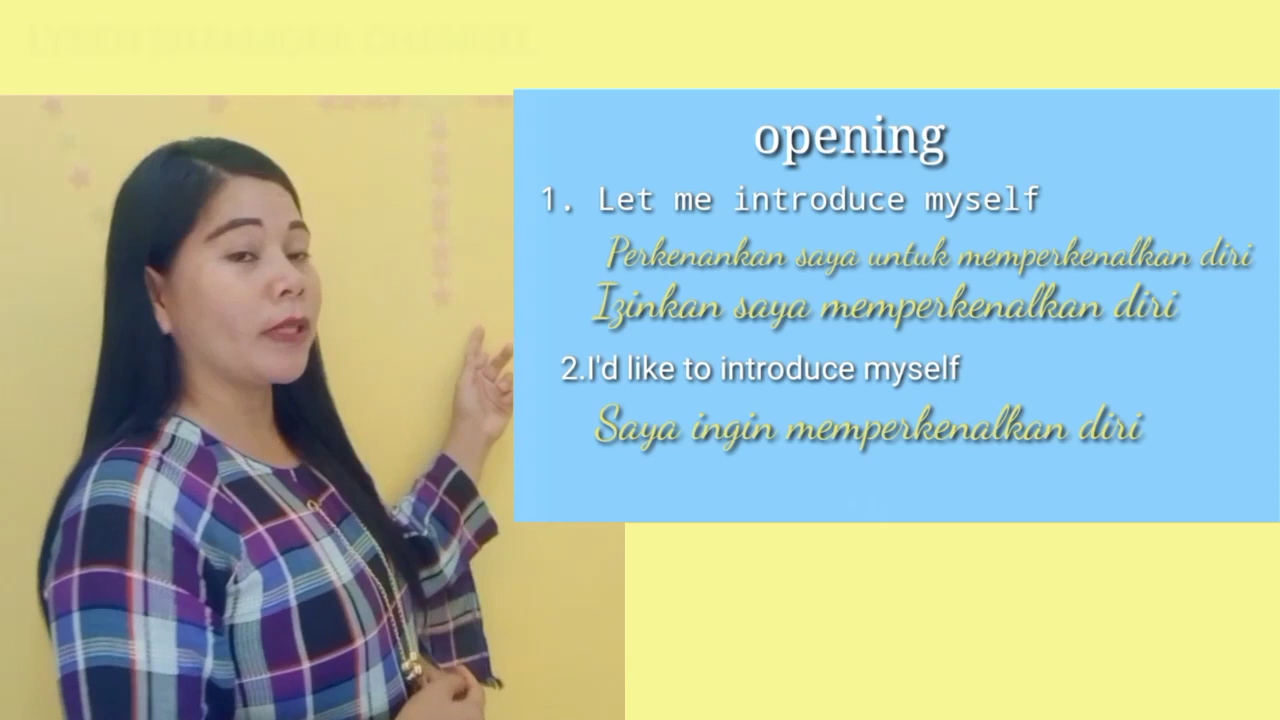 opening
1. Let me introduce myself
Perkenankan saya untuk memperkenalkan diri
Izinkan saya memperkenalkan diri
2.I'd like to introduce myself
Saya ingin memperkenalkan diri